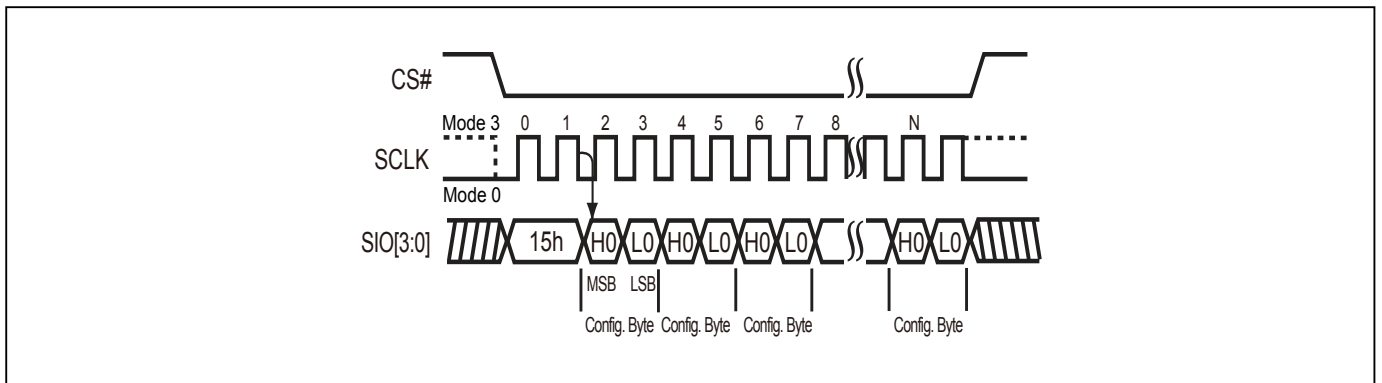 CS#
Mode 3 0 1 2 3 4 5 6 7 8 N
SCLK
Mode 0
SIO[3:0] 15h H0 L0 H0 L0 H0 L0 H0 L0
MSB LSB
Config. Byte Config. Byte Config. Byte Config. Byte